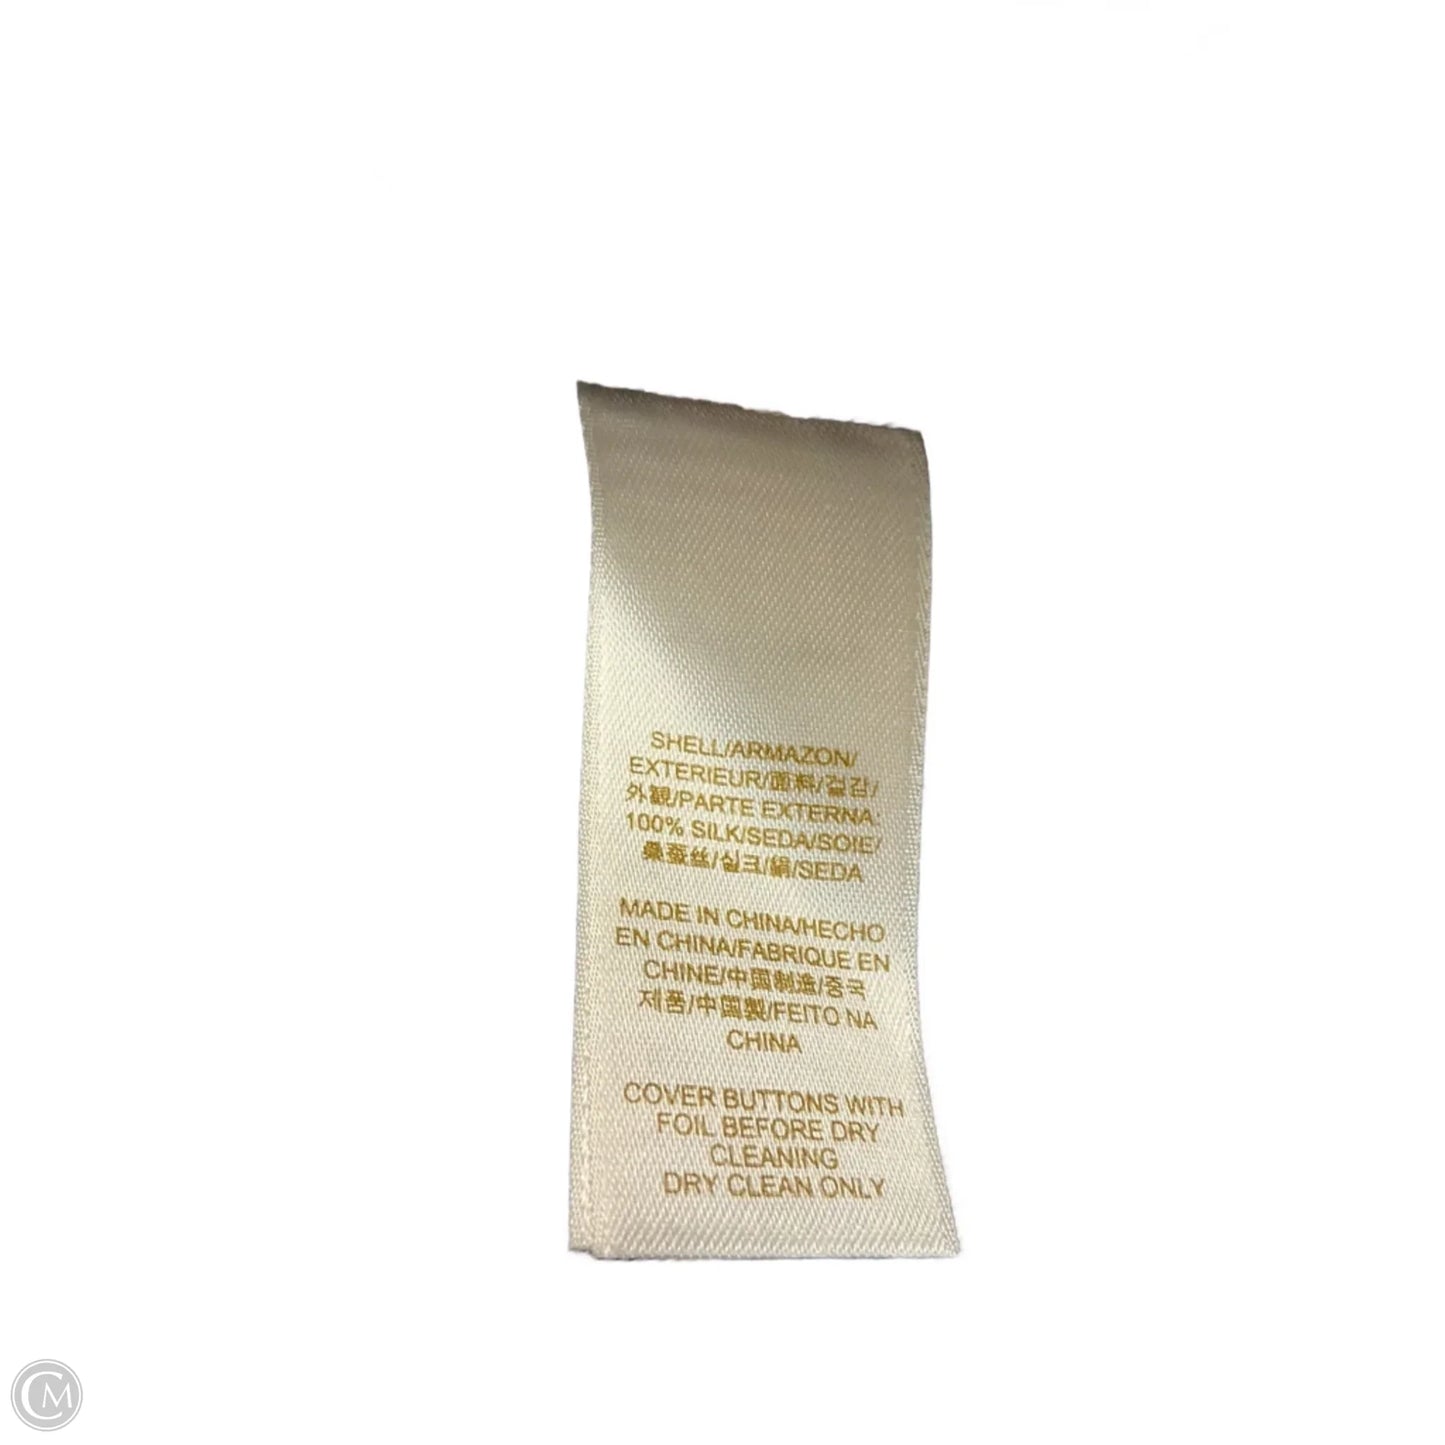 SHELL/ARMAZON/
EXTERIEUR/面料/겉감/
外観/PARTE EXTERNA:
100% SILK/SEDA/SOIE/
桑蚕丝/실크/絹/SEDA
MADE IN CHINA/HECHO
EN CHINA/FABRIQUE EN
CHINE/中国制造/중국
제품/中国製/FEITO NA
CHINA
COVER BUTTONS WITH
FOIL BEFORE DRY
CLEANING
DRY CLEAN ONLY
CM